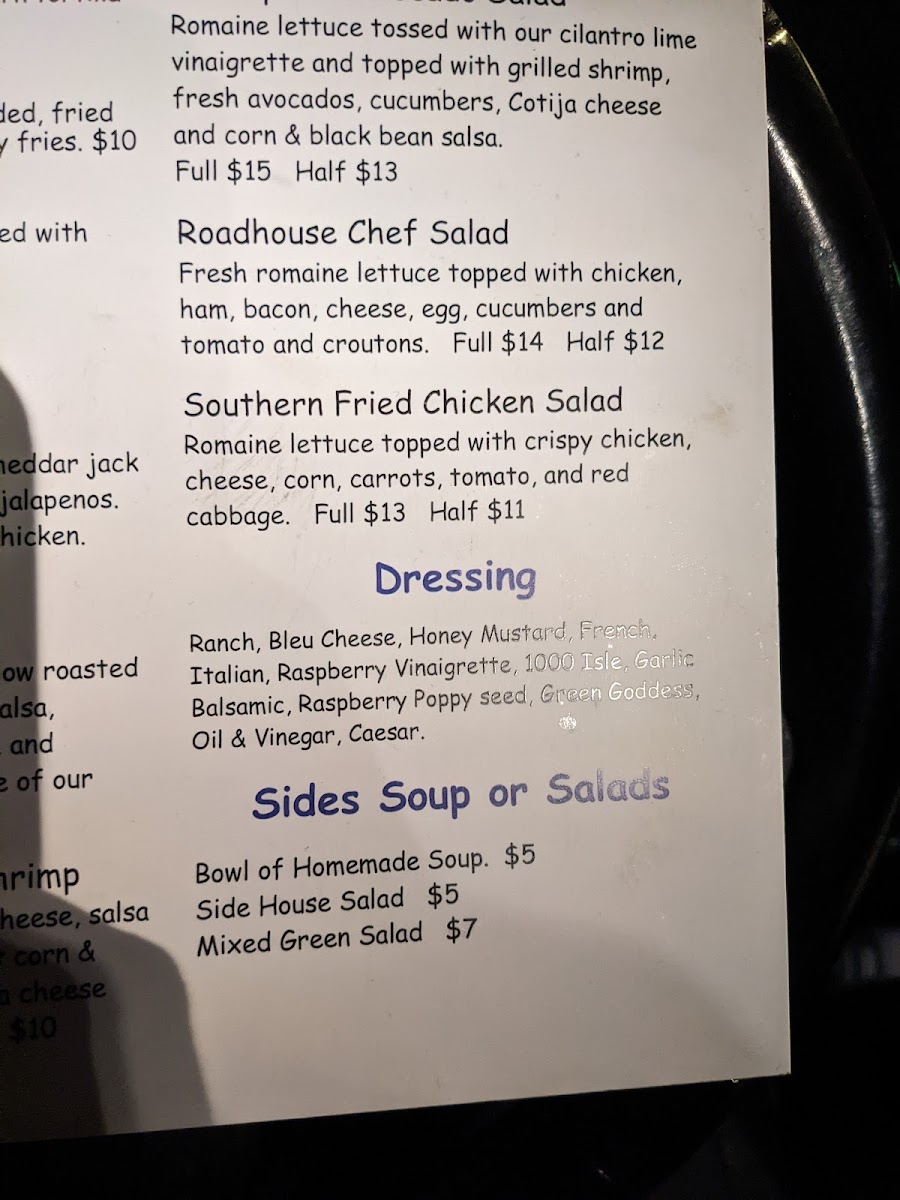 Salad
Romaine lettuce tossed with our cilantro lime
vinaigrette and topped with grilled shrimp,
fresh avocados, cucumbers, Cotija cheese
and corn & black bean salsa.
Full $15 Half $13
Roadhouse Chef Salad
Fresh romaine lettuce topped with chicken,
ham, bacon, cheese, egg, cucumbers and
tomato and croutons. Full $14 Half $12
Southern Fried Chicken Salad
Romaine lettuce topped with crispy chicken,
cheese, corn, carrots, tomato, and red
cabbage. Full $13 Half $11
Dressing
Ranch, Bleu Cheese, Honey Mustard, French,
Italian, Raspberry Vinaigrette, 1000 Isle, Garlic
Balsamic, Raspberry Poppy seed, Green Goddess,
Oil & Vinegar, Caesar.
Sides Soup or Salads
Bowl of Homemade Soup. $5
Side House Salad $5
Mixed Green Salad $7
ded, fried
y fries. $10
ed with
heddar jack
jalapenos.
hicken.
ow roasted
alsa,
and
e of our
hrimp
heese, salsa
corn &
a cheese
$10